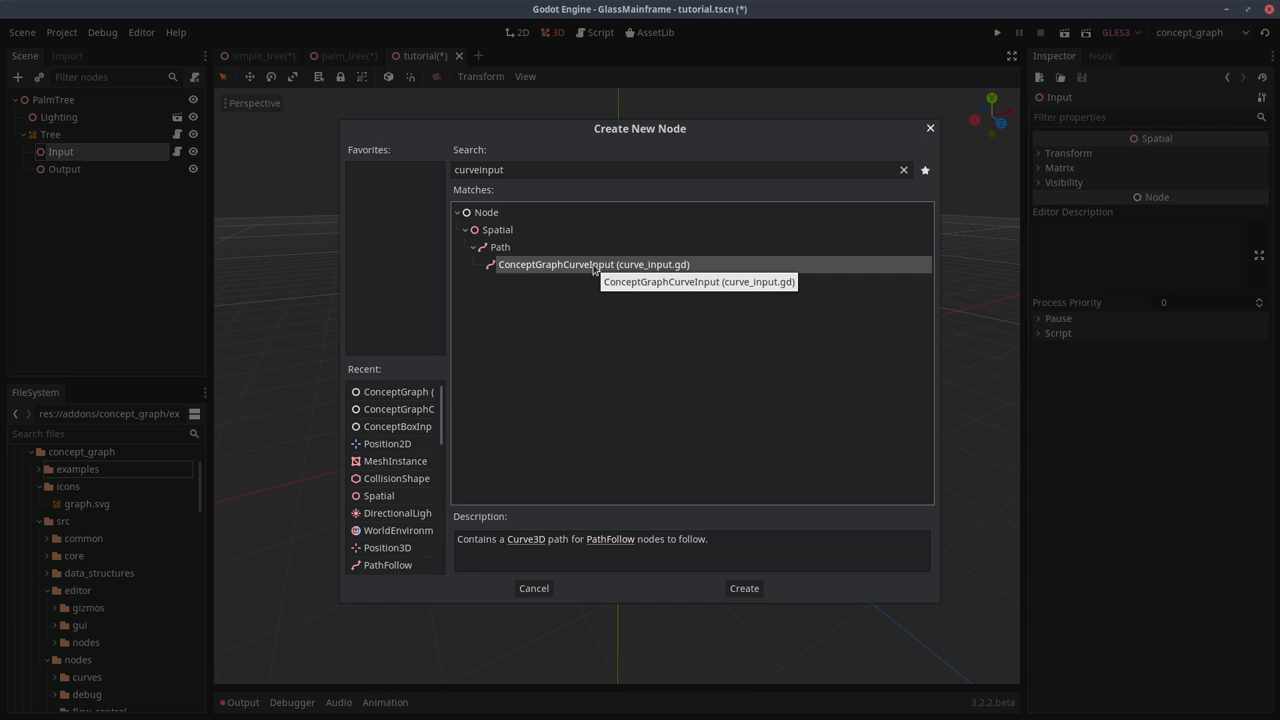 Godot Engine - GlassMainframe - tutorial.tscn (*)
Scene Project Debug Editor Help
2D 3D Script AssetLib
GLES3 concept_graph
Scene Import
Filter nodes
PalmTree
Lighting
Tree
Input
Output
FileSystem
res://addons/concept_graph/ex
Search files
concept_graph
examples
icons
graph.svg
src
common
core
data_structures
editor
gizmos
gui
nodes
nodes
curves
debug
flow_control
simple_tree(*) palm_tree(*) tutorial(*)
Transform View
Perspective
Y
X
Z
Create New Node
Favorites:
Recent:
ConceptGraph (
ConceptGraphC
ConceptBoxInp
Position2D
MeshInstance
CollisionShape
Spatial
DirectionalLigh
WorldEnvironm
Position3D
PathFollow
Search:
curveinput
Matches:
Node
Spatial
Path
ConceptGraphCurveInput (curve_input.gd)
ConceptGraphCurveInput (curve_input.gd)
Description:
Contains a Curve3D path for PathFollow nodes to follow.
Cancel Create
Output Debugger Audio Animation
3.2.2.beta
Inspector Node
Input
Filter properties
Spatial
Transform
Matrix
Visibility
Node
Editor Description
Process Priority 0
Pause
Script